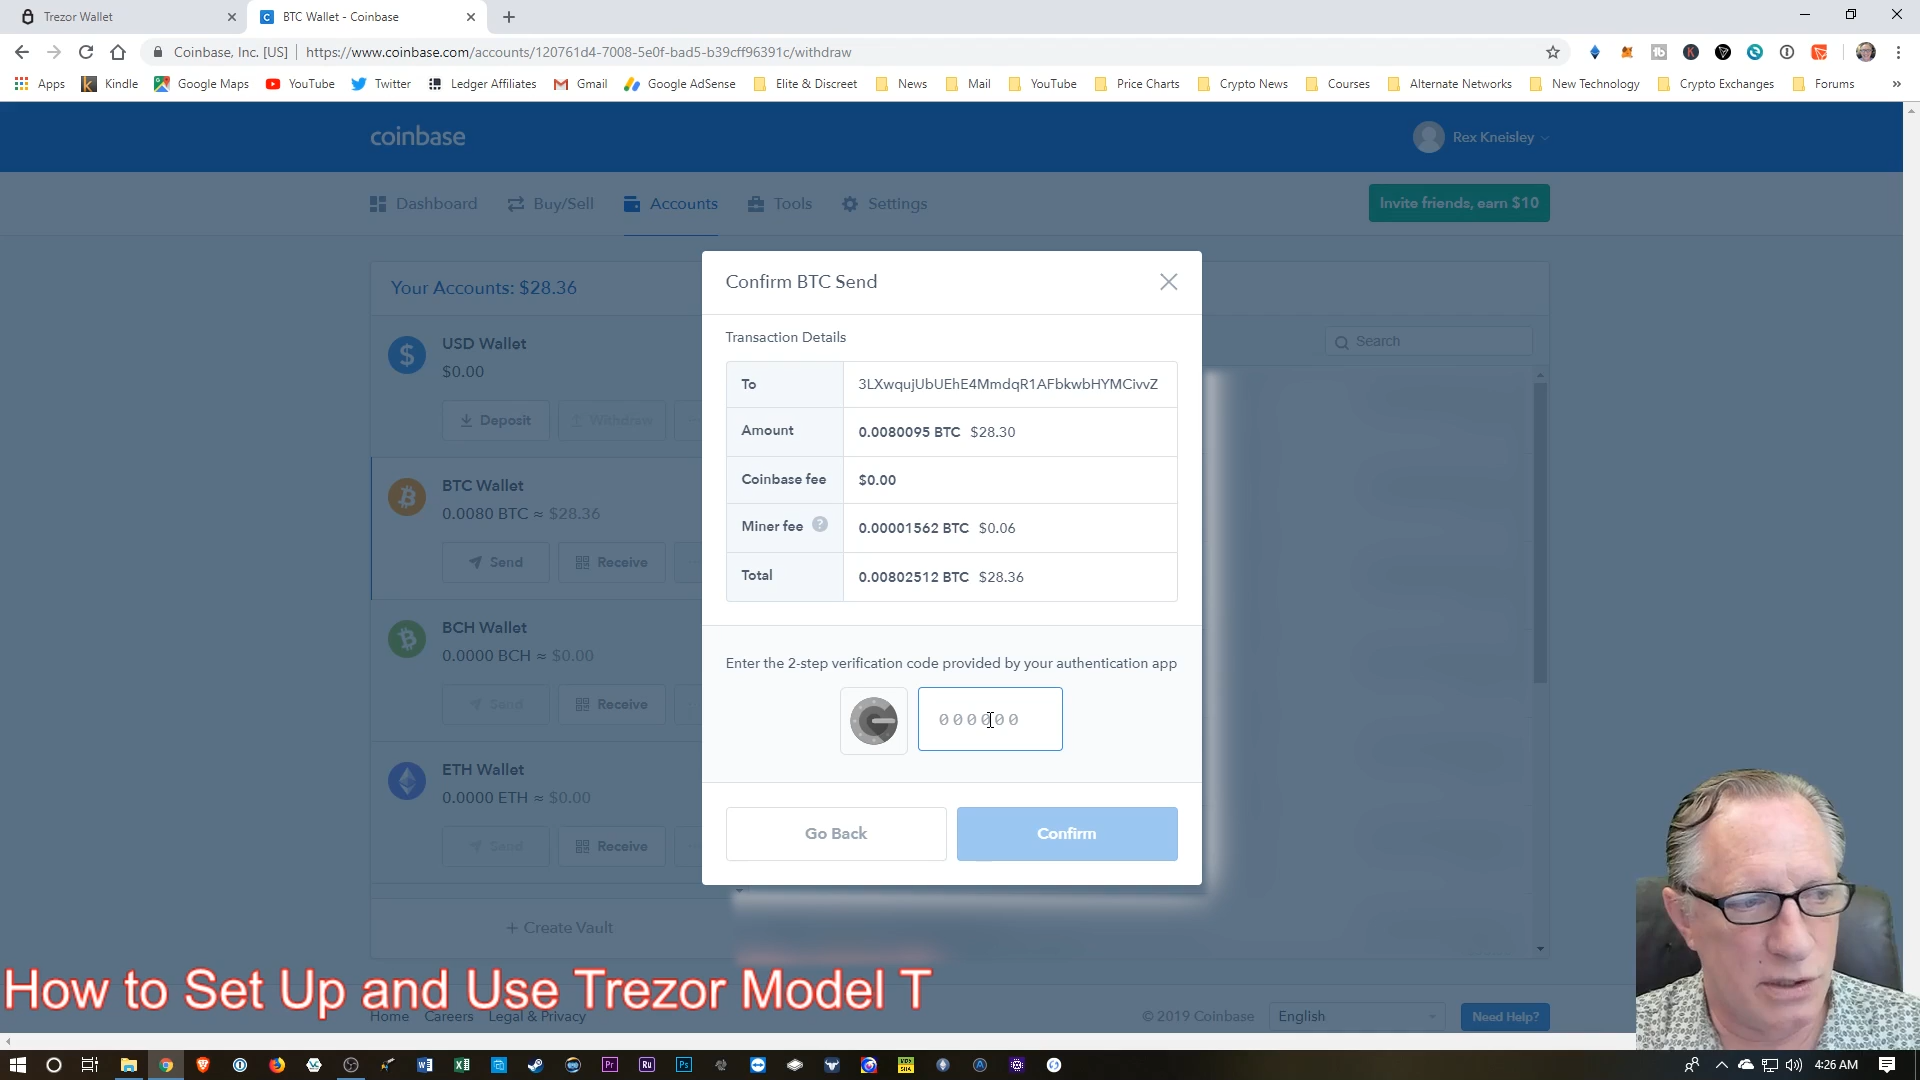 Trezor Wallet
BTC Wallet - Coinbase
Coinbase, Inc. [US]
https://www.coinbase.com/accounts/120761d4-7008-5e0f-bad5-b39cff96391c/withdraw
Apps
Kindle
Google Maps
YouTube
Twitter
Ledger Affiliates
Gmail
Google AdSense
Elite & Discreet
News
Mail
YouTube
Price Charts
Crypto News
Courses
Alternate Networks
New Technology
Crypto Exchanges
Forums
coinbase
Rex Kneisley
Dashboard
Buy/Sell
Accounts
Tools
Settings
Invite friends, earn $10
Your Accounts: $28.36
Search
USD Wallet
$0.00
Deposit
Withdraw
BTC Wallet
0.0080 BTC ≈ $28.36
Send
Receive
BCH Wallet
0.0000 BCH ≈ $0.00
Send
Receive
ETH Wallet
0.0000 ETH ≈ $0.00
Send
Receive
+ Create Vault
Confirm BTC Send
Transaction Details
To
3LXwqujUbUEhE4MmdqR1AFbkwbHYMCivvZ
Amount
0.0080095 BTC $28.30
Coinbase fee
$0.00
Miner fee ?
0.00001562 BTC $0.06
Total
0.00802512 BTC $28.36
Enter the 2-step verification code provided by your authentication app
000000
Go Back
Confirm
How to Set Up and Use Trezor Model T
Home
Careers
Legal & Privacy
© 2019 Coinbase
English
Need Help?
4:26 AM